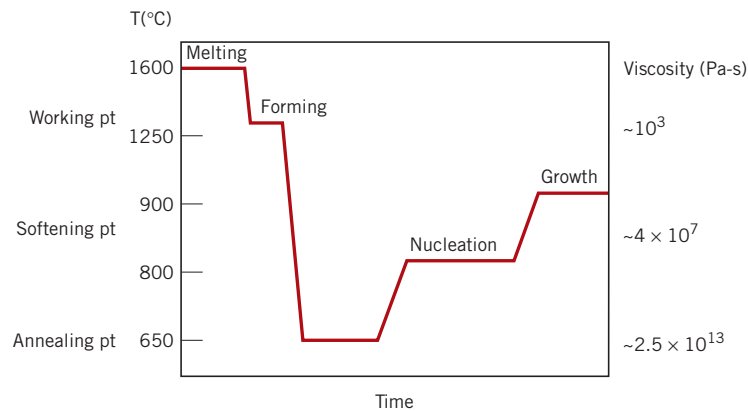 T(°C)
Melting
1600
Viscosity (Pa-s)
Forming
Working pt
1250
~10³
Growth
900
Softening pt
~4 × 10⁷
Nucleation
800
Annealing pt
650
~2.5 × 10¹³
Time